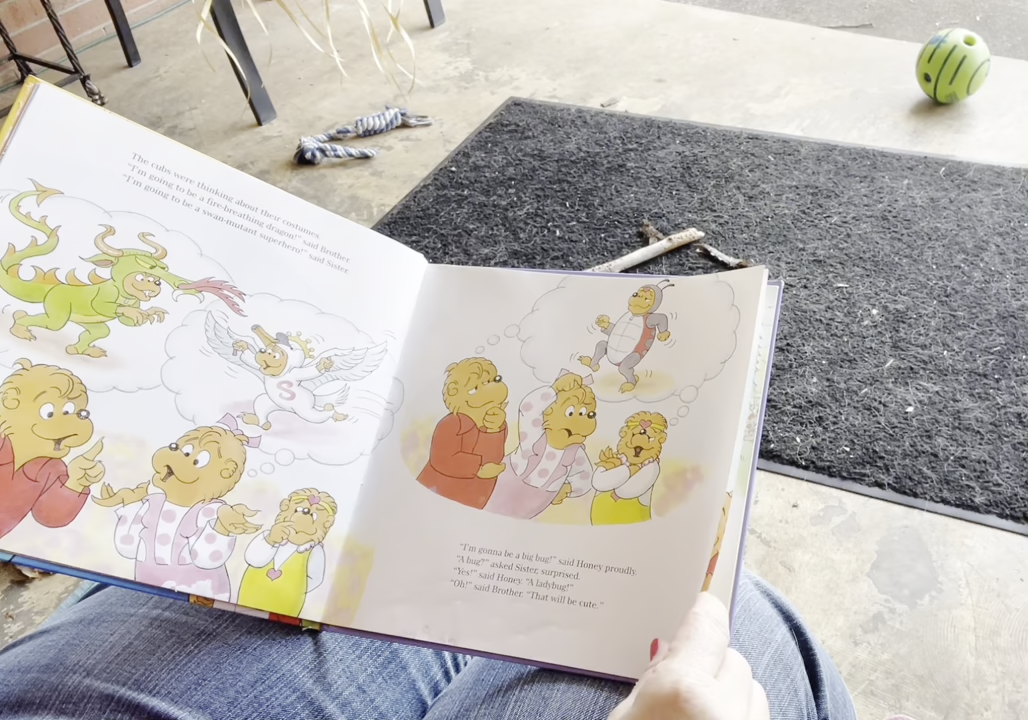 The cubs were thinking about their costumes.
"I'm going to be a fire-breathing dragon!" said Brother.
"I'm going to be a swan-mutant superhero!" said Sister.
S
"I'm gonna be a big bug!" said Honey proudly.
"A bug?" asked Sister, surprised.
"Yes!" said Honey. "A ladybug!"
"Oh!" said Brother. "That will be cute."